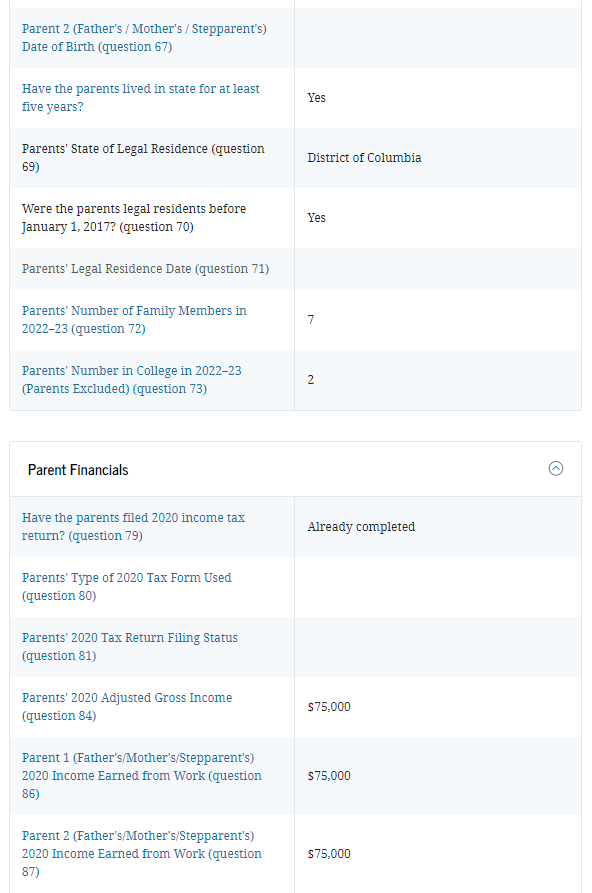 Parent 2 (Father's / Mother's / Stepparent's)
Date of Birth (question 67)
Have the parents lived in state for at least
five years?
Yes
Parents' State of Legal Residence (question
69)
District of Columbia
Were the parents legal residents before
January 1, 2017? (question 70)
Yes
Parents' Legal Residence Date (question 71)
Parents' Number of Family Members in
2022–23 (question 72)
7
Parents' Number in College in 2022–23
(Parents Excluded) (question 73)
2
Parent Financials
Have the parents filed 2020 income tax
return? (question 79)
Already completed
Parents' Type of 2020 Tax Form Used
(question 80)
Parents' 2020 Tax Return Filing Status
(question 81)
Parents' 2020 Adjusted Gross Income
(question 84)
$75,000
Parent 1 (Father's/Mother's/Stepparent's)
2020 Income Earned from Work (question
86)
$75,000
Parent 2 (Father's/Mother's/Stepparent's)
2020 Income Earned from Work (question
87)
$75,000